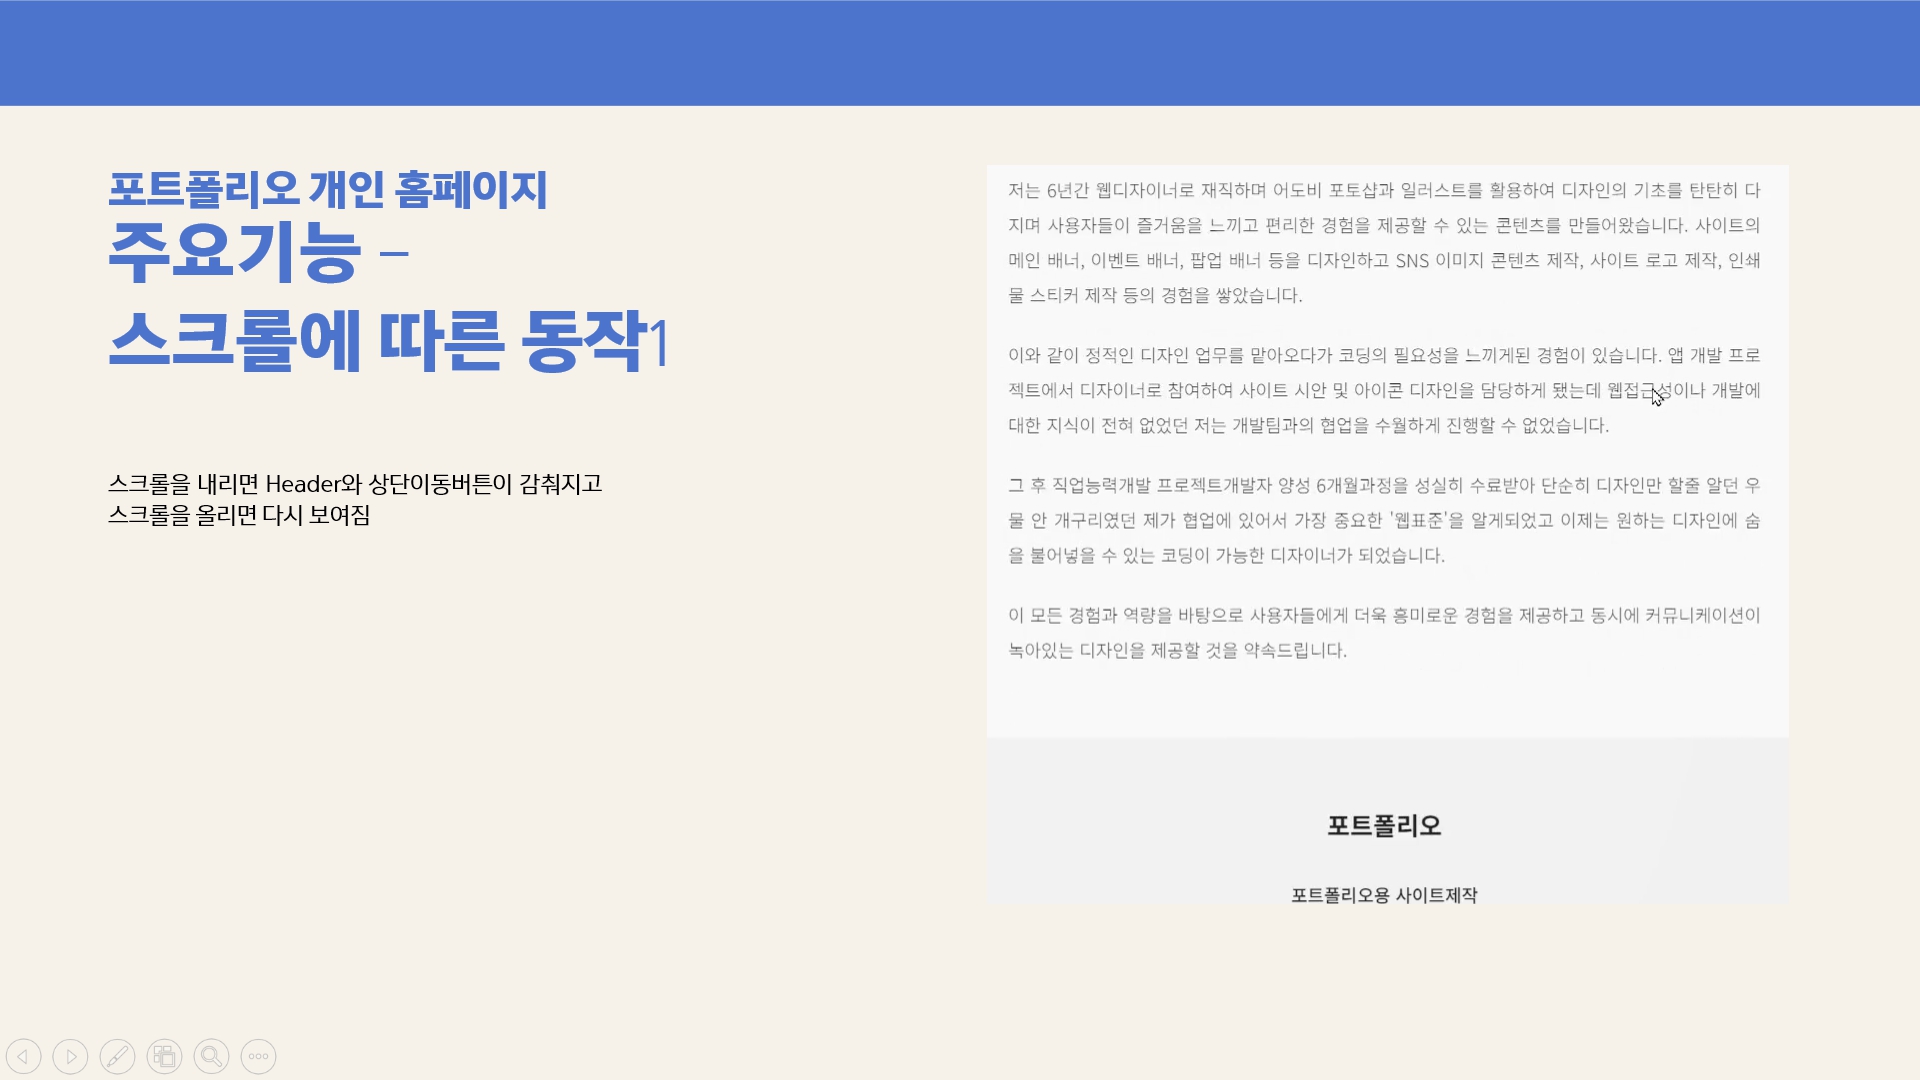 포트폴리오 개인 홈페이지
주요기능 –
스크롤에 따른 동작1
스크롤을 내리면 Header와 상단이동버튼이 감춰지고
스크롤을 올리면 다시 보여짐
저는 6년간 웹디자이너로 재직하며 어도비 포토샵과 일러스트를 활용하여 디자인의 기초를 탄탄히 다
지며 사용자들이 즐거움을 느끼고 편리한 경험을 제공할 수 있는 콘텐츠를 만들어왔습니다. 사이트의
메인 배너, 이벤트 배너, 팝업 배너 등을 디자인하고 SNS 이미지 콘텐츠 제작, 사이트 로고 제작, 인쇄
물 스티커 제작 등의 경험을 쌓았습니다.
이와 같이 정적인 디자인 업무를 맡아오다가 코딩의 필요성을 느끼게된 경험이 있습니다. 앱 개발 프로
젝트에서 디자이너로 참여하여 사이트 시안 및 아이콘 디자인을 담당하게 됐는데 웹접근성이나 개발에
대한 지식이 전혀 없었던 저는 개발팀과의 협업을 수월하게 진행할 수 없었습니다.
그 후 직업능력개발 프로젝트개발자 양성 6개월과정을 성실히 수료받아 단순히 디자인만 할줄 알던 우
물 안 개구리였던 제가 협업에 있어서 가장 중요한 '웹표준'을 알게되었고 이제는 원하는 디자인에 숨
을 불어넣을 수 있는 코딩이 가능한 디자이너가 되었습니다.
이 모든 경험과 역량을 바탕으로 사용자들에게 더욱 흥미로운 경험을 제공하고 동시에 커뮤니케이션이
녹아있는 디자인을 제공할 것을 약속드립니다.
포트폴리오
포트폴리오용 사이트제작